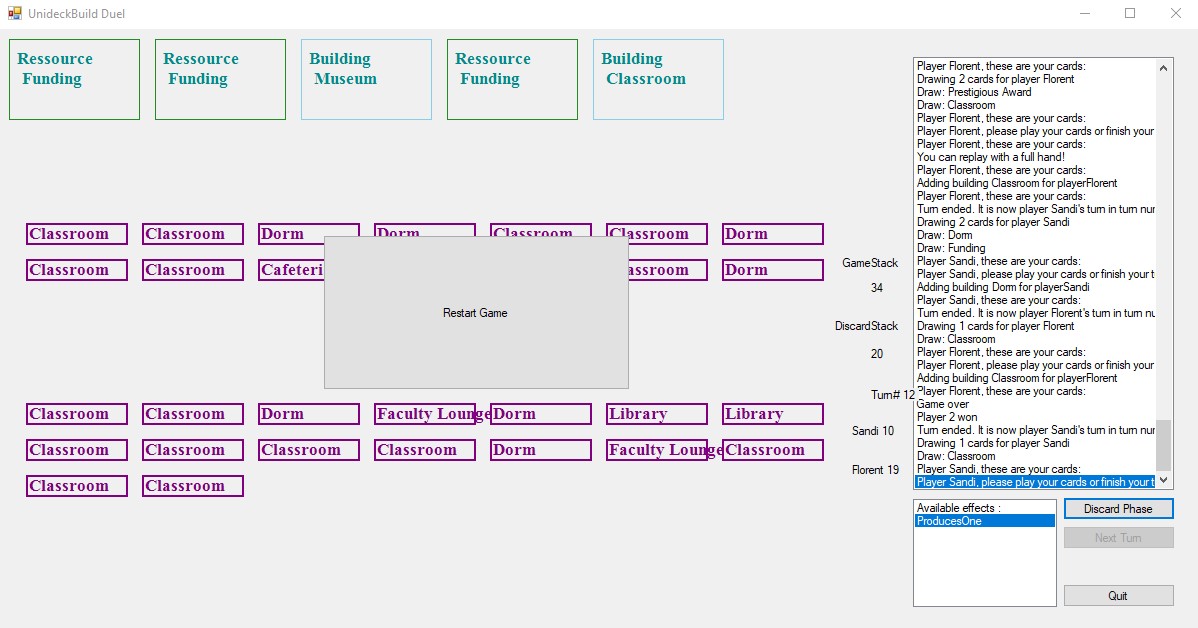 UnideckBuild Duel
Ressource Ressource Building Ressource Building
Funding Funding Museum Funding Classroom
Classroom Classroom Dorm Dorm Classroom Classroom Dorm
Classroom Classroom Cafeteri assroom Dorm
Restart Game
Classroom Classroom Dorm Faculty Lounge Dorm Library Library
Classroom Classroom Classroom Classroom Dorm Faculty Lounge Classroom
Classroom Classroom
GameStack
34
DiscardStack
20
Turn# 12
Sandi 10
Florent 19
Player Florent, these are your cards:
Drawing 2 cards for player Florent
Draw: Prestigious Award
Draw: Classroom
Player Florent, these are your cards:
Player Florent, please play your cards or finish your
Player Florent, these are your cards:
You can replay with a full hand!
Player Florent, these are your cards:
Adding building Classroom for playerFlorent
Player Florent, these are your cards:
Turn ended. It is now player Sandi's turn in turn nur
Drawing 2 cards for player Sandi
Draw: Dorm
Draw: Funding
Player Sandi, these are your cards:
Player Sandi, please play your cards or finish your t
Adding building Dorm for playerSandi
Player Sandi, these are your cards:
Turn ended. It is now player Florent's turn in turn nu
Drawing 1 cards for player Florent
Draw: Classroom
Player Florent, these are your cards:
Player Florent, please play your cards or finish your
Adding building Classroom for playerFlorent
Player Florent, these are your cards:
Game over
Player 2 won
Turn ended. It is now player Sandi's turn in turn nur
Drawing 1 cards for player Sandi
Draw: Classroom
Player Sandi, these are your cards:
Player Sandi, please play your cards or finish your t
Available effects :
ProducesOne
Discard Phase
Next Turn
Quit